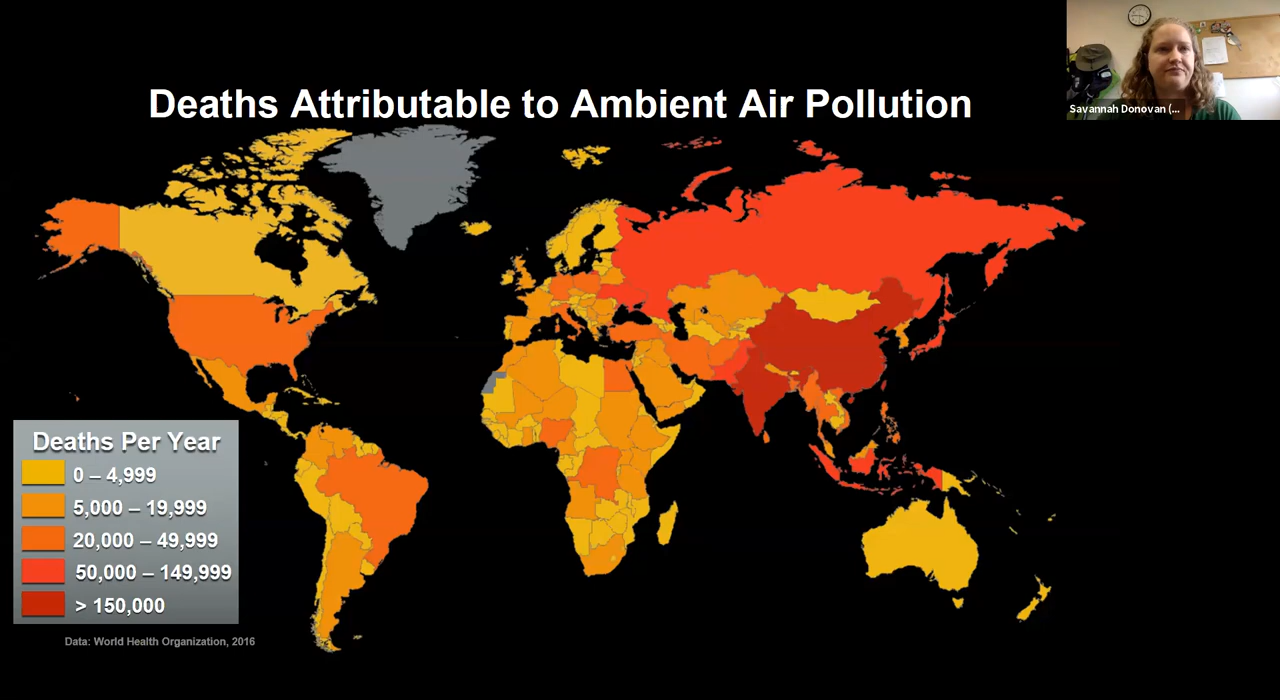 Deaths Attributable to Ambient Air Pollution
Savannah Donovan (...
Deaths Per Year
0 – 4,999
5,000 – 19,999
20,000 – 49,999
50,000 – 149,999
> 150,000
Data: World Health Organization, 2016